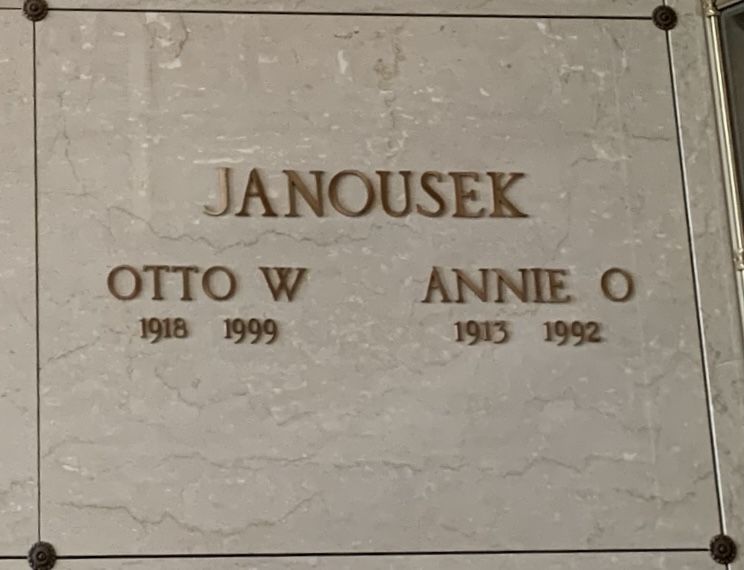 JANOUSEK
OTTO W ANNIE O
1918 1999 1913 1992